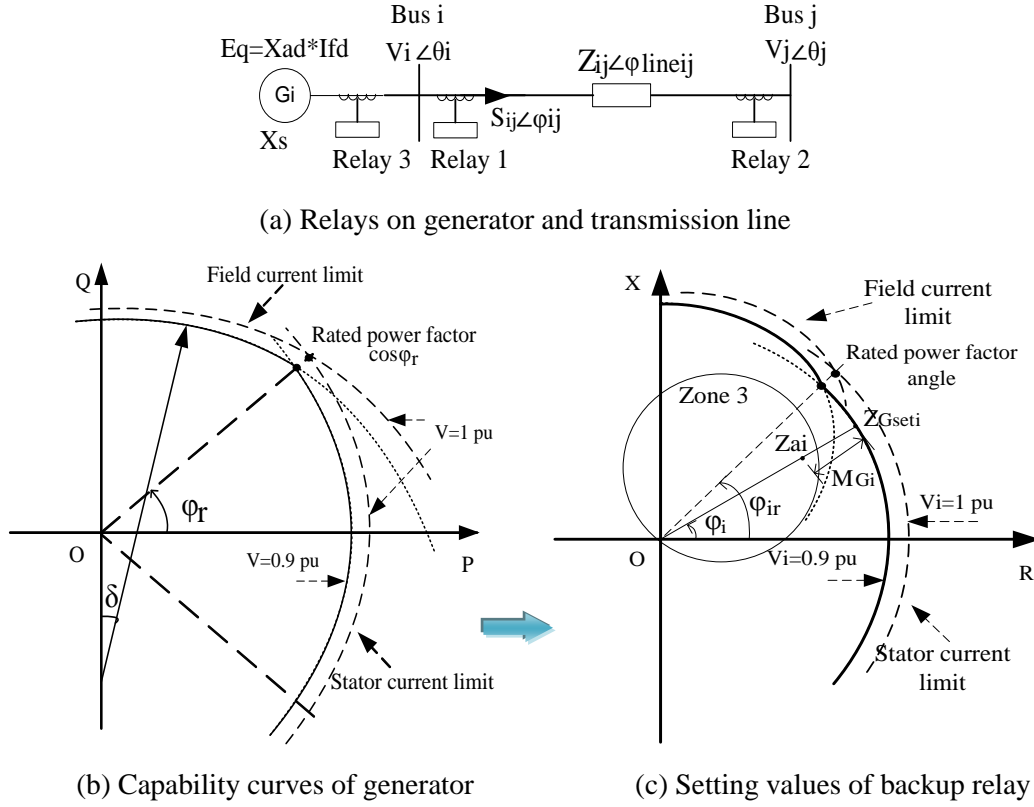 Bus i
Bus j
Eq=Xad*Ifd
Vi∠θi
Zij∠φlineij
Vj∠θj
Gi
Sij∠φij
Xs
Relay 3
Relay 1
Relay 2
(a) Relays on generator and transmission line
Q
Field current limit
Rated power factor
cosφr
V=1 pu
φr
O
P
V=0.9 pu
δ
Stator current limit
(b) Capability curves of generator
X
Field current
limit
Rated power factor
angle
Zone 3
ZGseti
Zai
MGi
φir
φi
Vi=1 pu
O
Vi=0.9 pu
R
Stator current
limit
(c) Setting values of backup relay